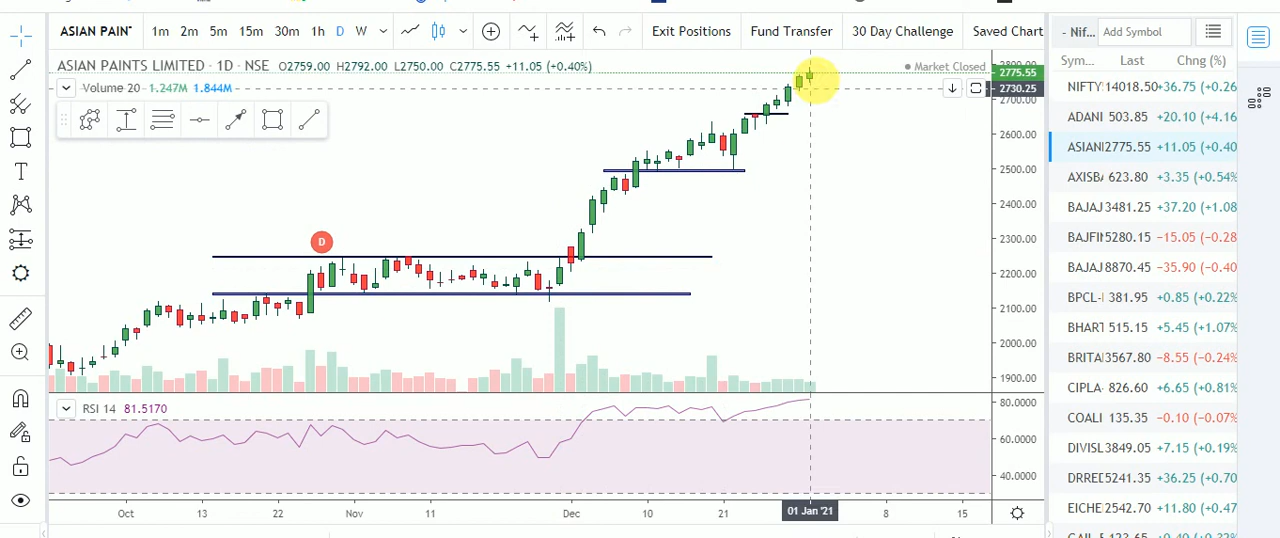 ASIAN PAIN 1m 2m 5m 15m 30m 1h D W Exit Positions Fund Transfer 30 Day Challenge Saved Chart
- Nif... Add Symbol
ASIAN PAINTS LIMITED · 1D · NSE O2759.00 H2792.00 L2750.00 C2775.55 +11.05 (+0.40%) Market Closed
Volume 20 1.247M 1.844M
2775.55
2730.25
2700.00
2600.00
2500.00
2400.00
2300.00
2200.00
2100.00
2000.00
1900.00
D
RSI 14 81.5170
80.0000
60.0000
40.0000
Oct 13 22 Nov 11 Dec 10 21 01 Jan '21 8 15
Sym... Last Chng (%)
NIFTY 14018.50 +36.75 (+0.26
ADANI 503.85 +20.10 (+4.16
ASIANI 2775.55 +11.05 (+0.40
AXISBA 623.80 +3.35 (+0.54%
BAJAJ 3481.25 +37.20 (+1.08
BAJFI 5280.15 −15.05 (−0.28
BAJAJ 8870.45 −35.90 (−0.40
BPCL- 381.95 +0.85 (+0.22%
BHART 515.15 +5.45 (+1.07%
BRITA 3567.80 −8.55 (−0.24%
CIPLA- 826.60 +6.65 (+0.81%
COALI 135.35 −0.10 (−0.07%
DIVISL 3849.05 +7.15 (+0.19%
DRREE 5241.35 +36.25 (+0.70
EICHE 2542.70 +11.80 (+0.47